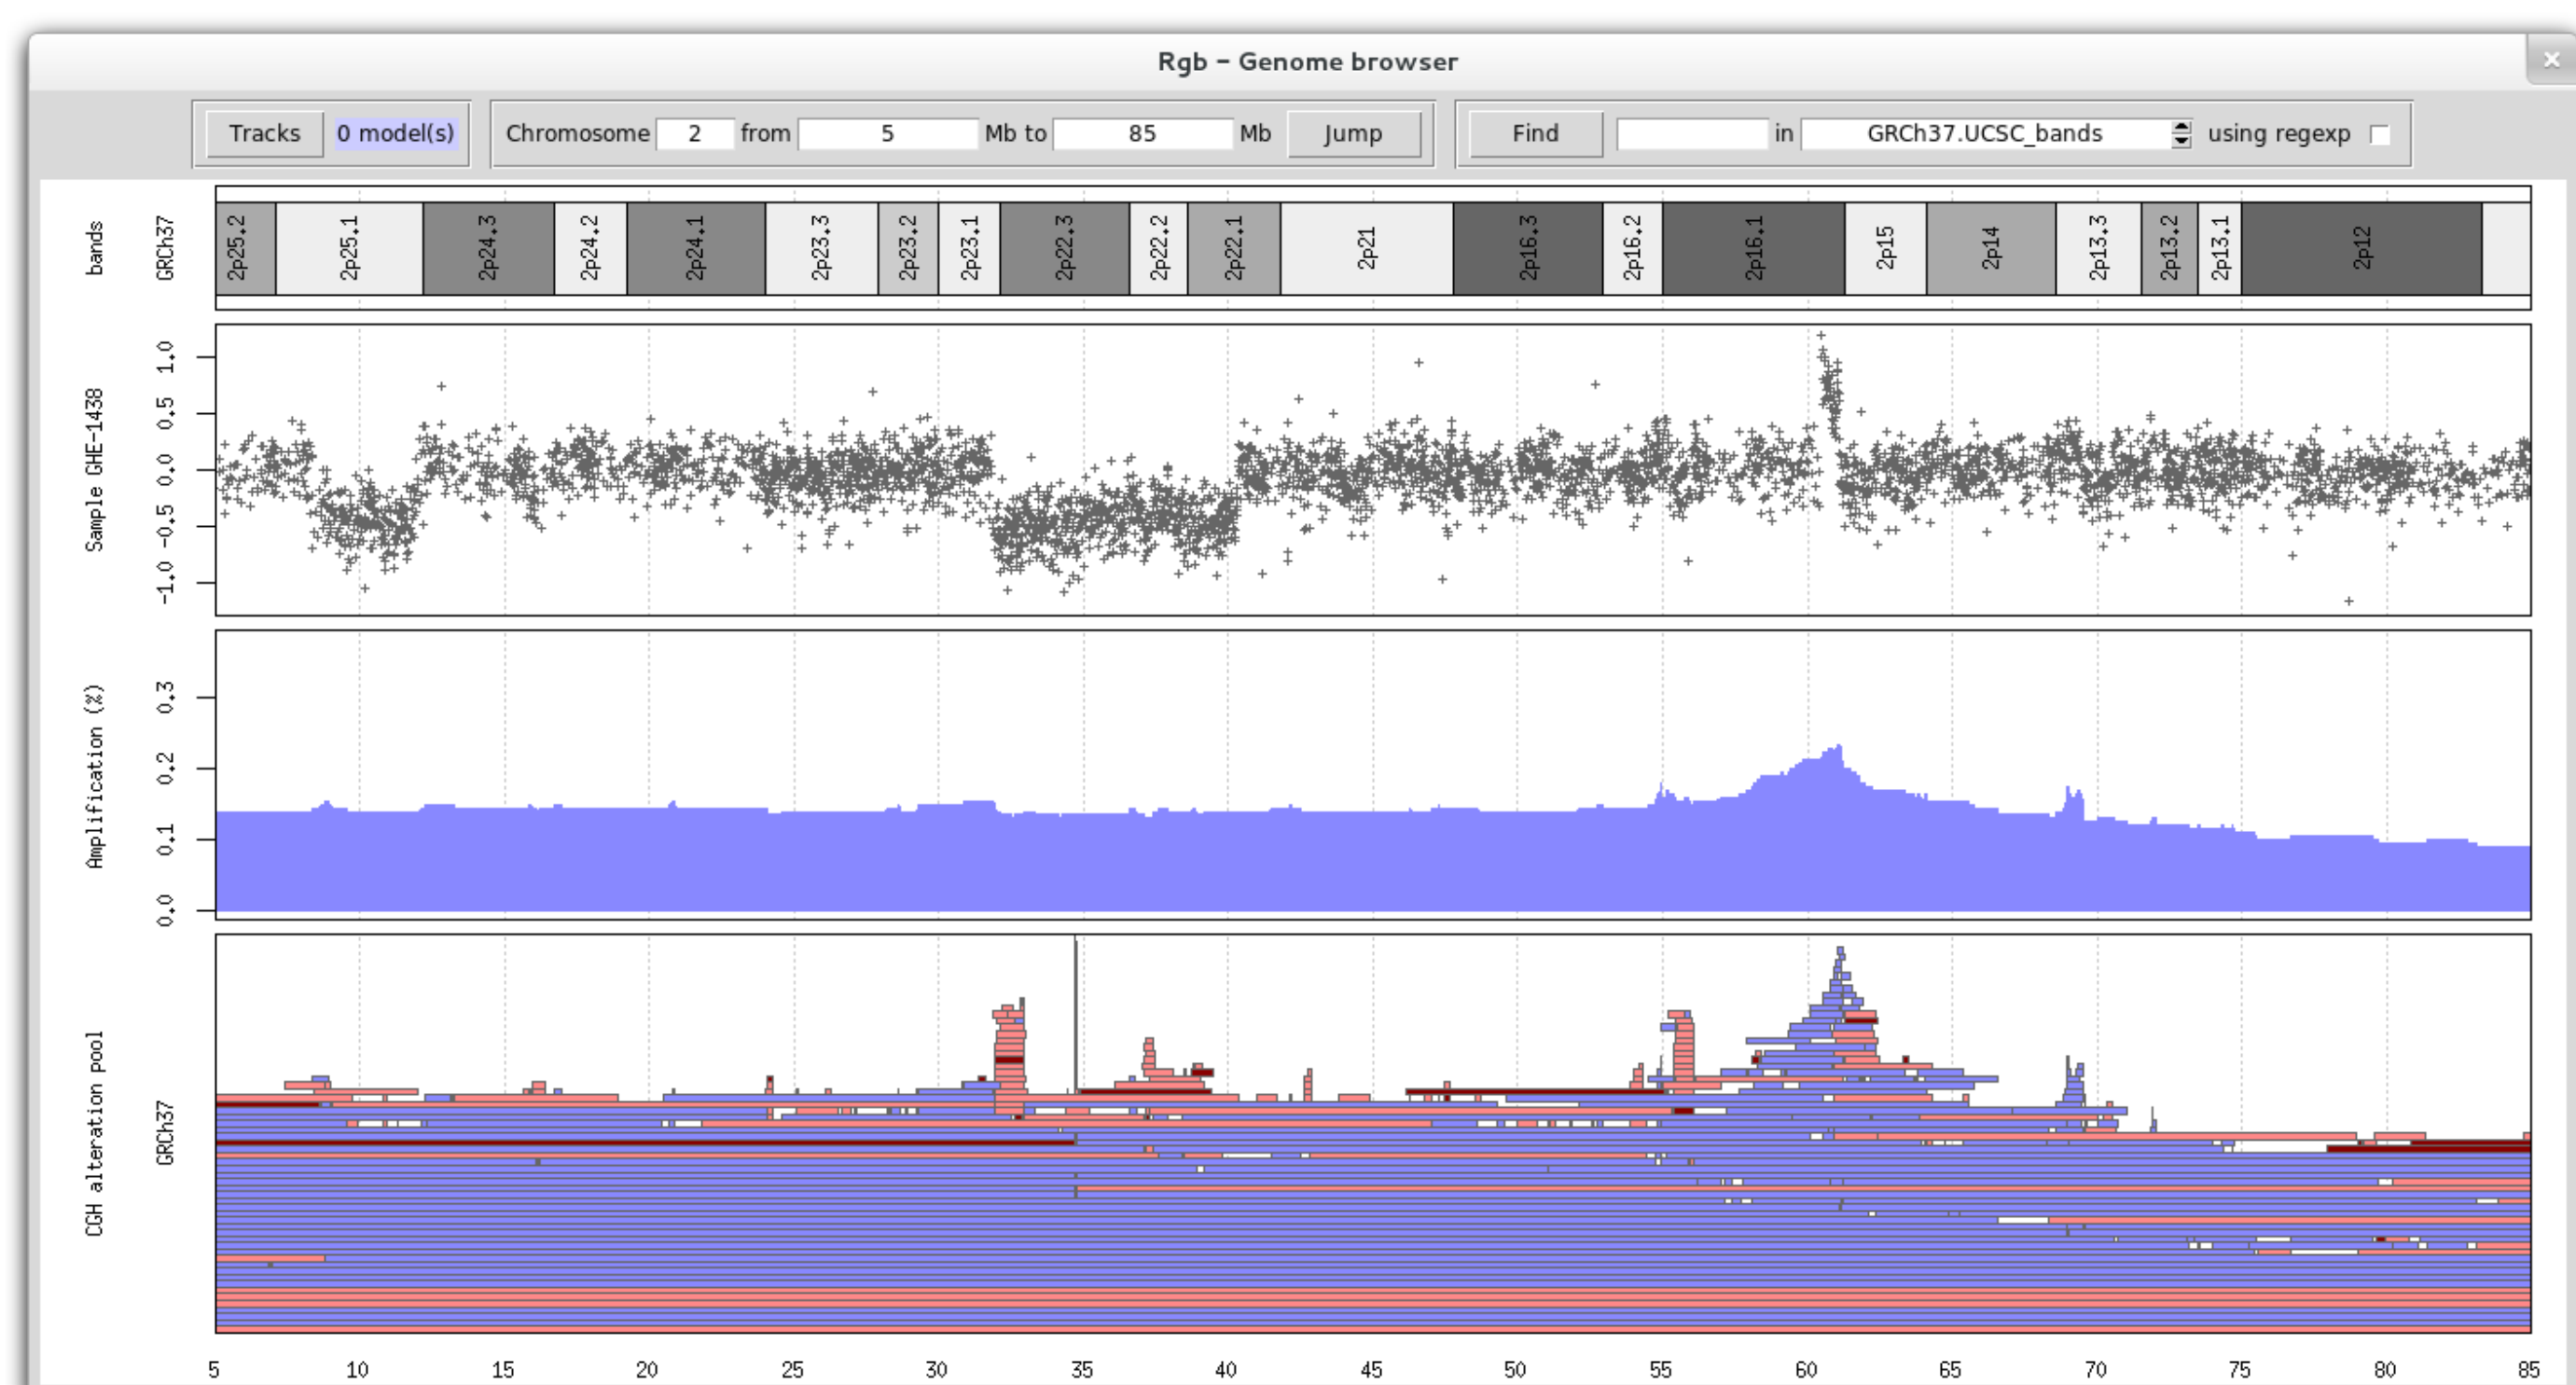 Rgb - Genome browser
Tracks 0 model(s) Chromosome 2 from 5 Mb to 85 Mb Jump Find in GRCh37.UCSC_bands using regexp
bands
GRCh37
2p25.2 2p25.1 2p24.3 2p24.2 2p24.1 2p23.3 2p23.2 2p23.1 2p22.3 2p22.2 2p22.1 2p21 2p16.3 2p16.2 2p16.1 2p15 2p14 2p13.3 2p13.2 2p13.1 2p12
Sample GHE-1438
1.0
0.5
0.0
-0.5
-1.0
Amplification (%)
0.3
0.2
0.1
0.0
CGH alteration pool
GRCh37
5 10 15 20 25 30 35 40 45 50 55 60 65 70 75 80 85